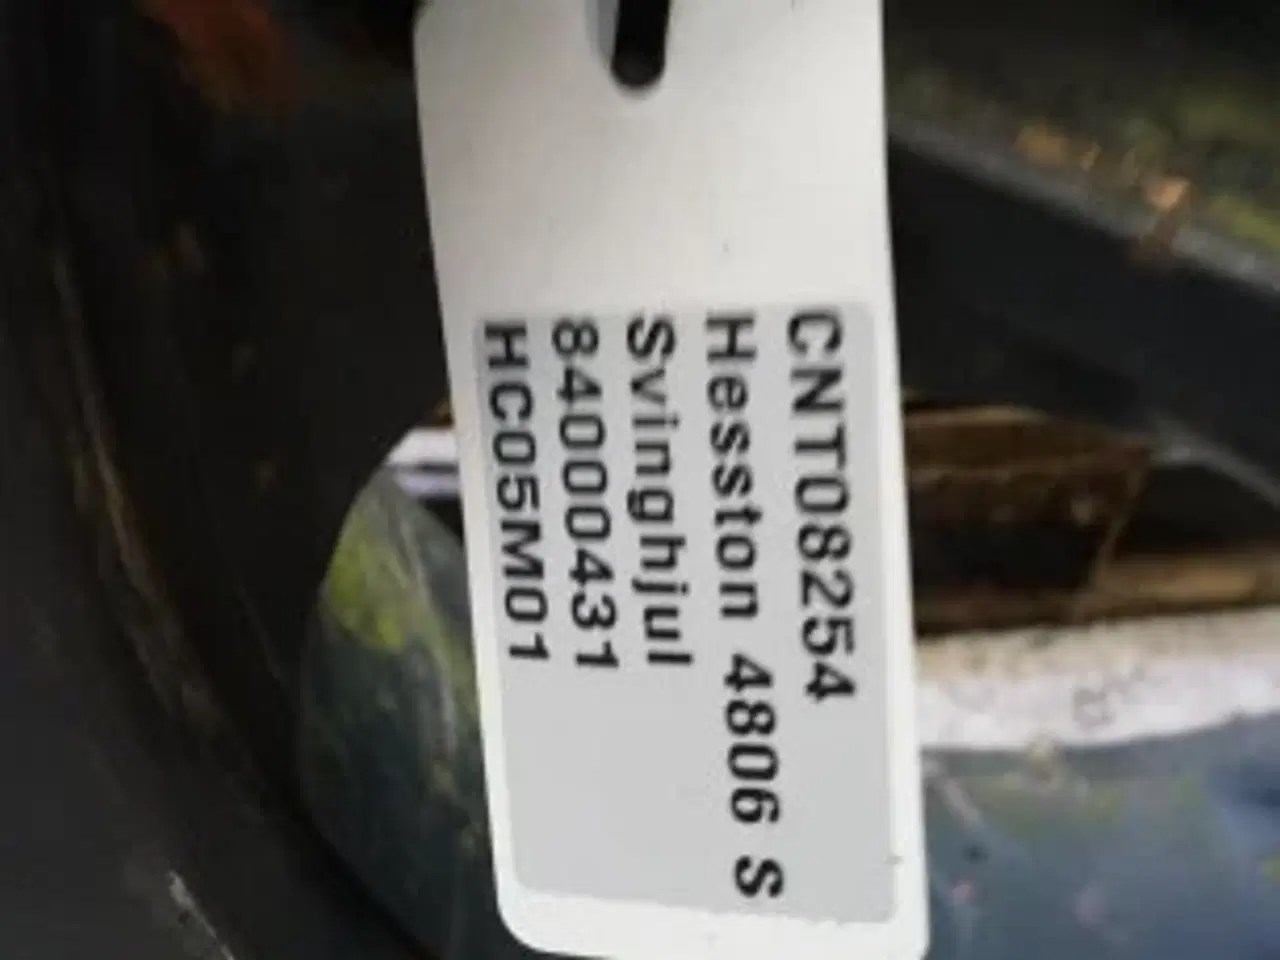 CNT08254
Hesston 4806 S
Svinghjul
84000431
HC05M01